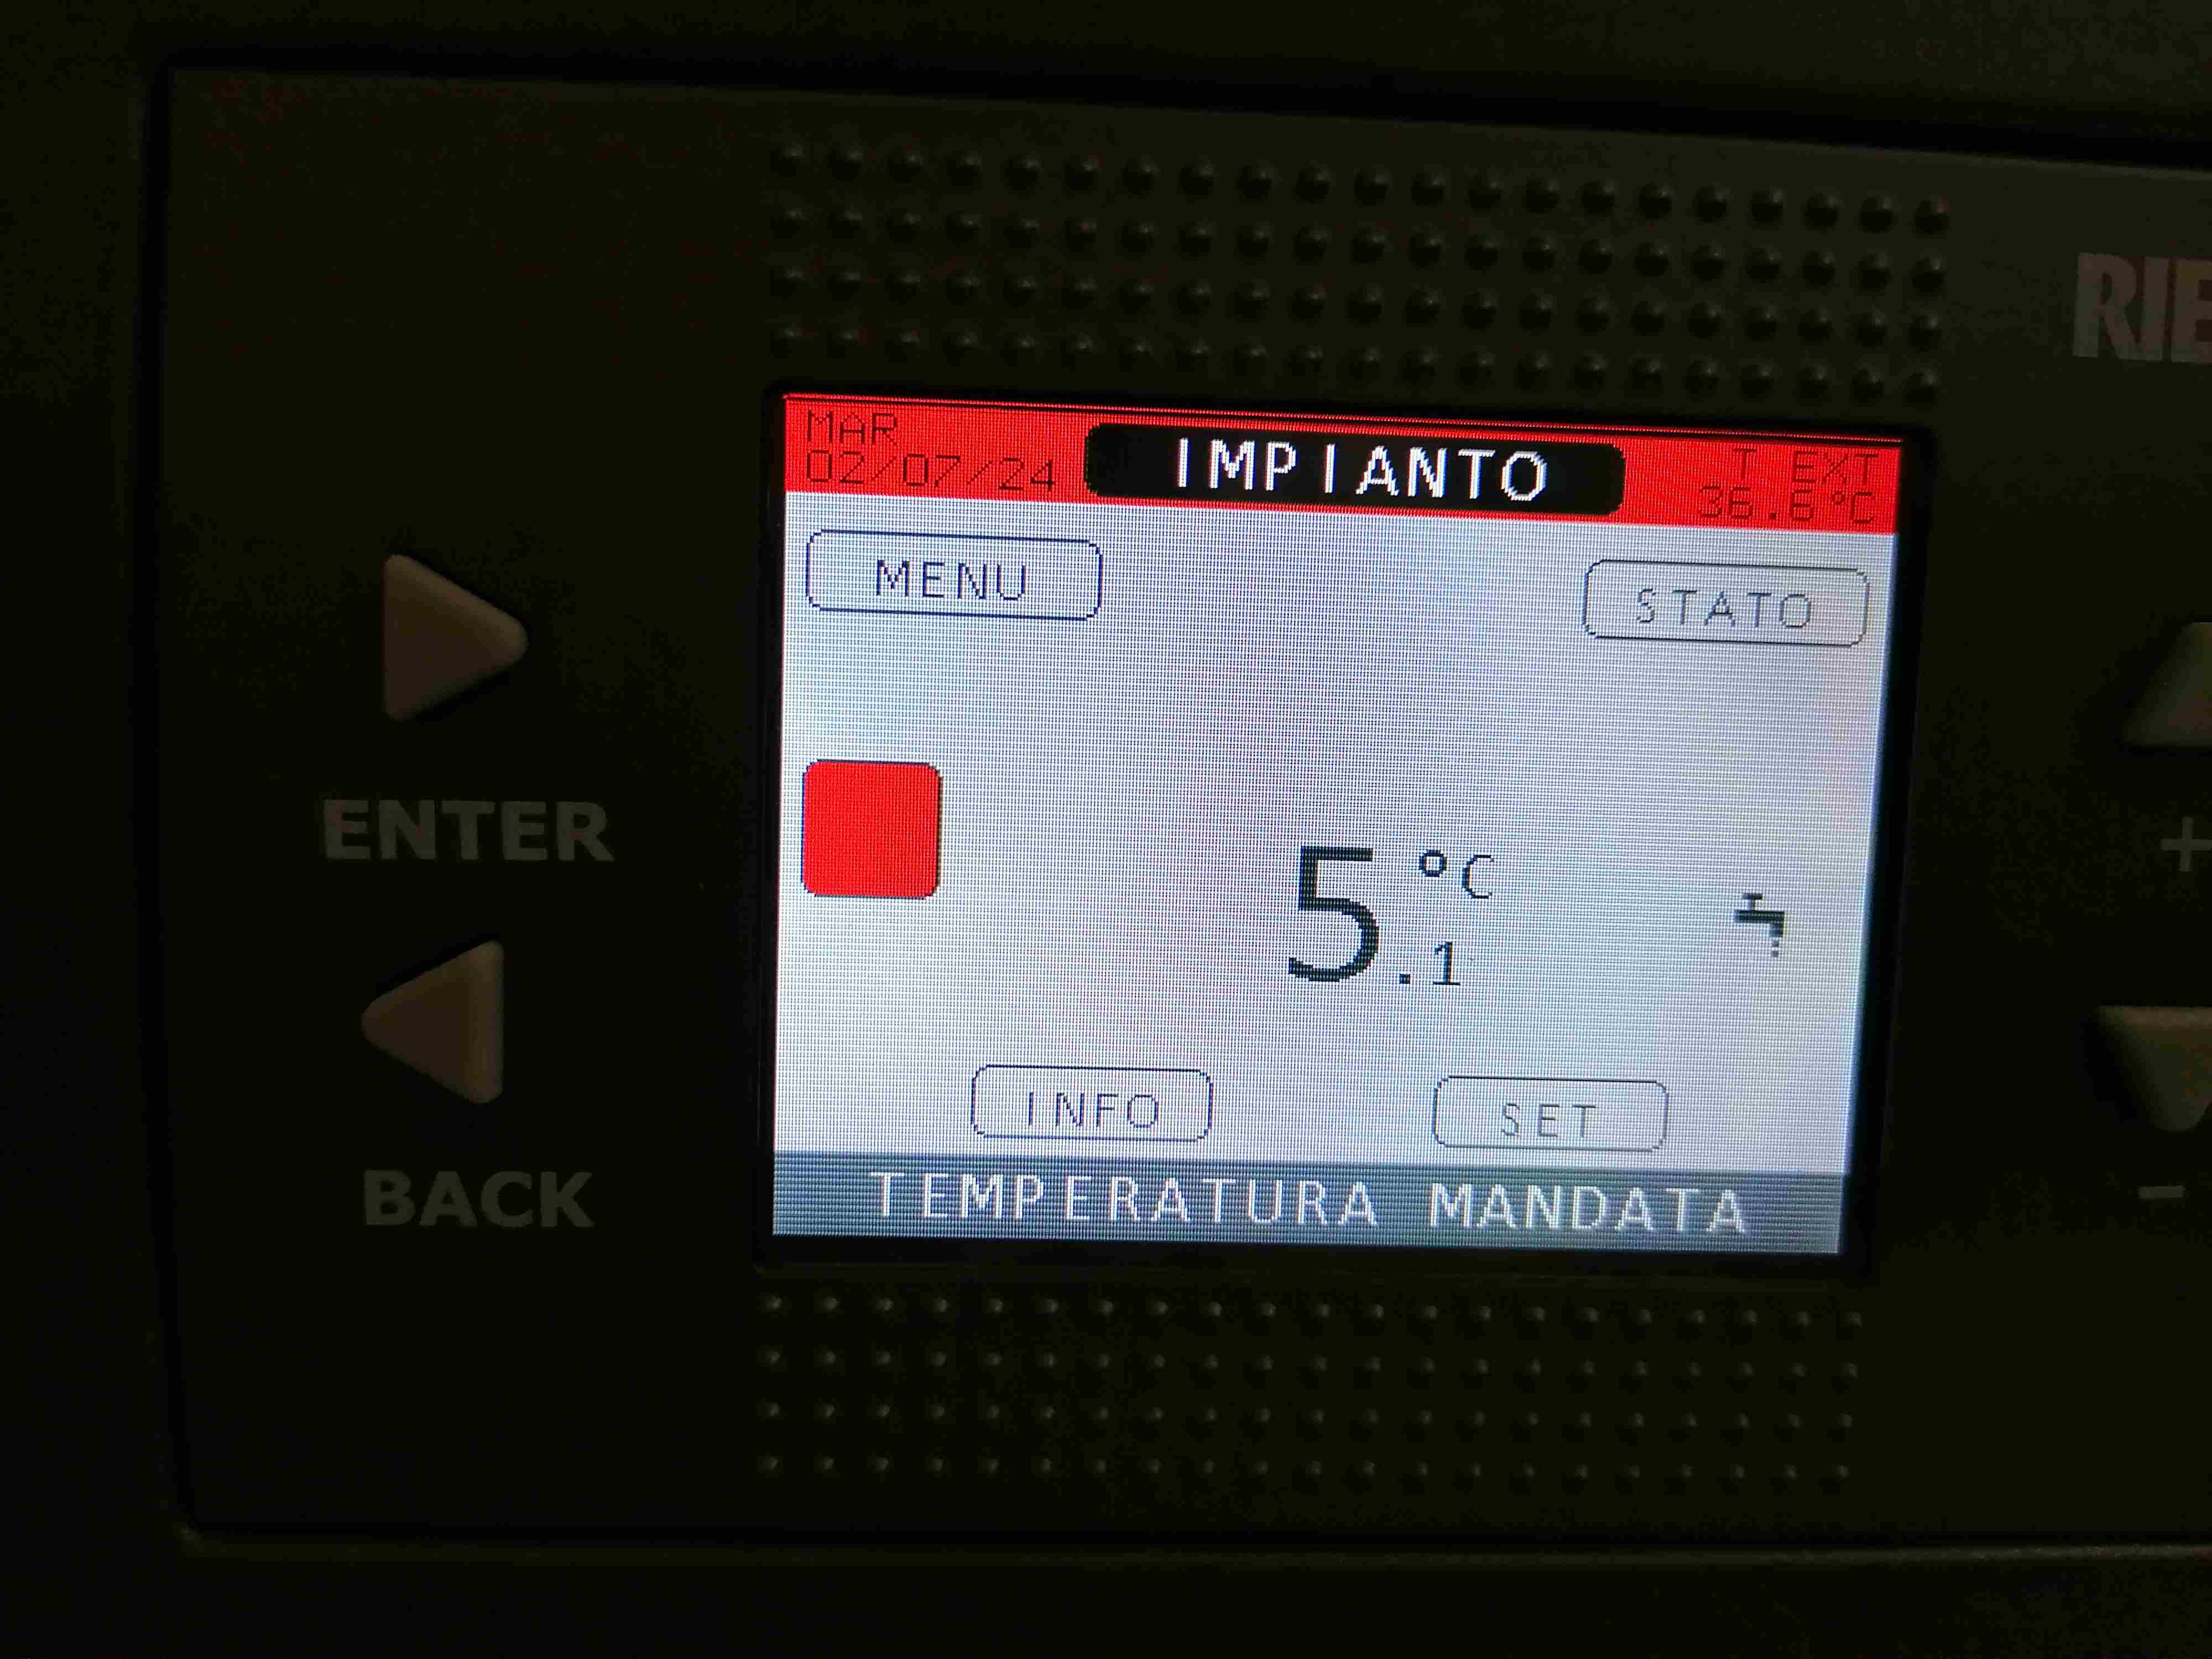 MAR
02/07/24
IMPIANTO
T EXT
36.6°C
MENU
STATO
5.1 °C
INFO
SET
TEMPERATURA MANDATA
ENTER
BACK
+
−